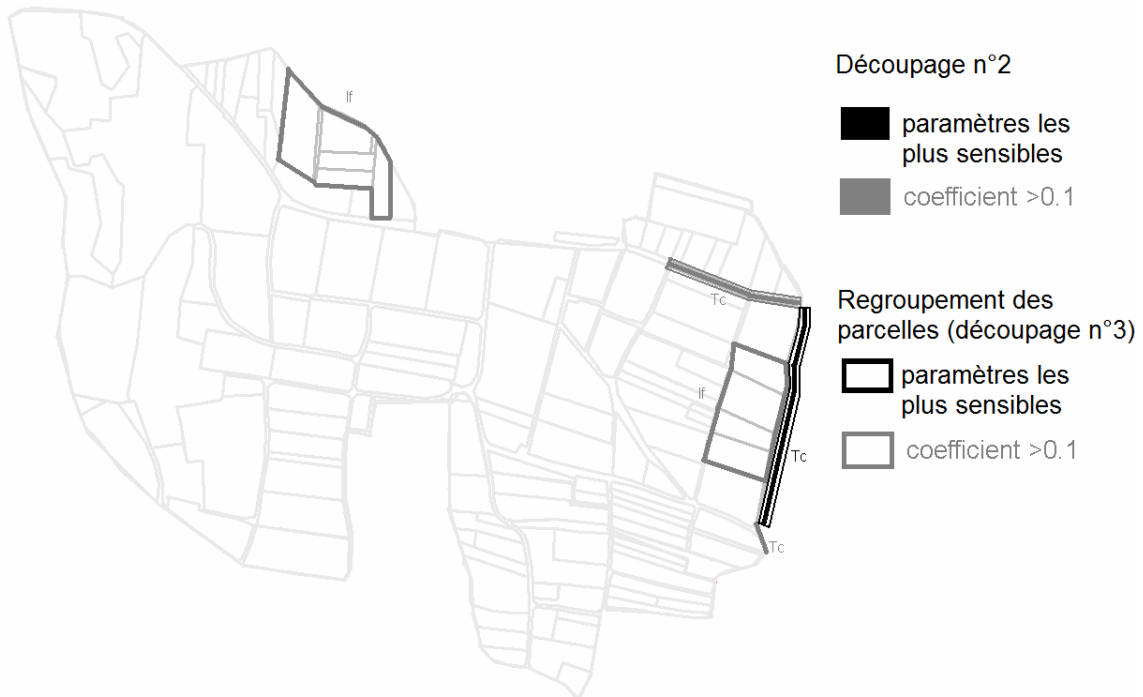 Découpage n°2
paramètres les
plus sensibles
coefficient >0.1
Regroupement des
parcelles (découpage n°3)
paramètres les
plus sensibles
coefficient >0.1
If
Tc
If
Tc
Tc